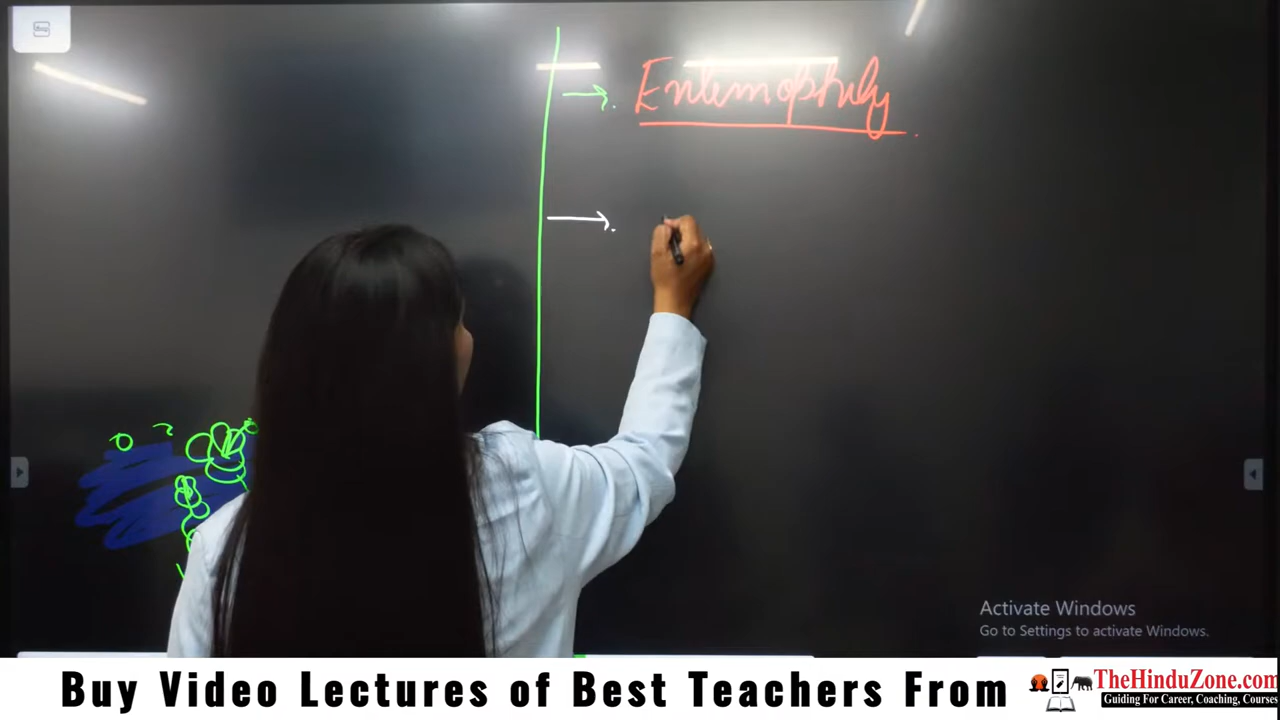 Entemophily
Activate Windows
Go to Settings to activate Windows.
Buy Video Lectures of Best Teachers From
TheHinduZone.com
Guiding For Career, Coaching, Courses